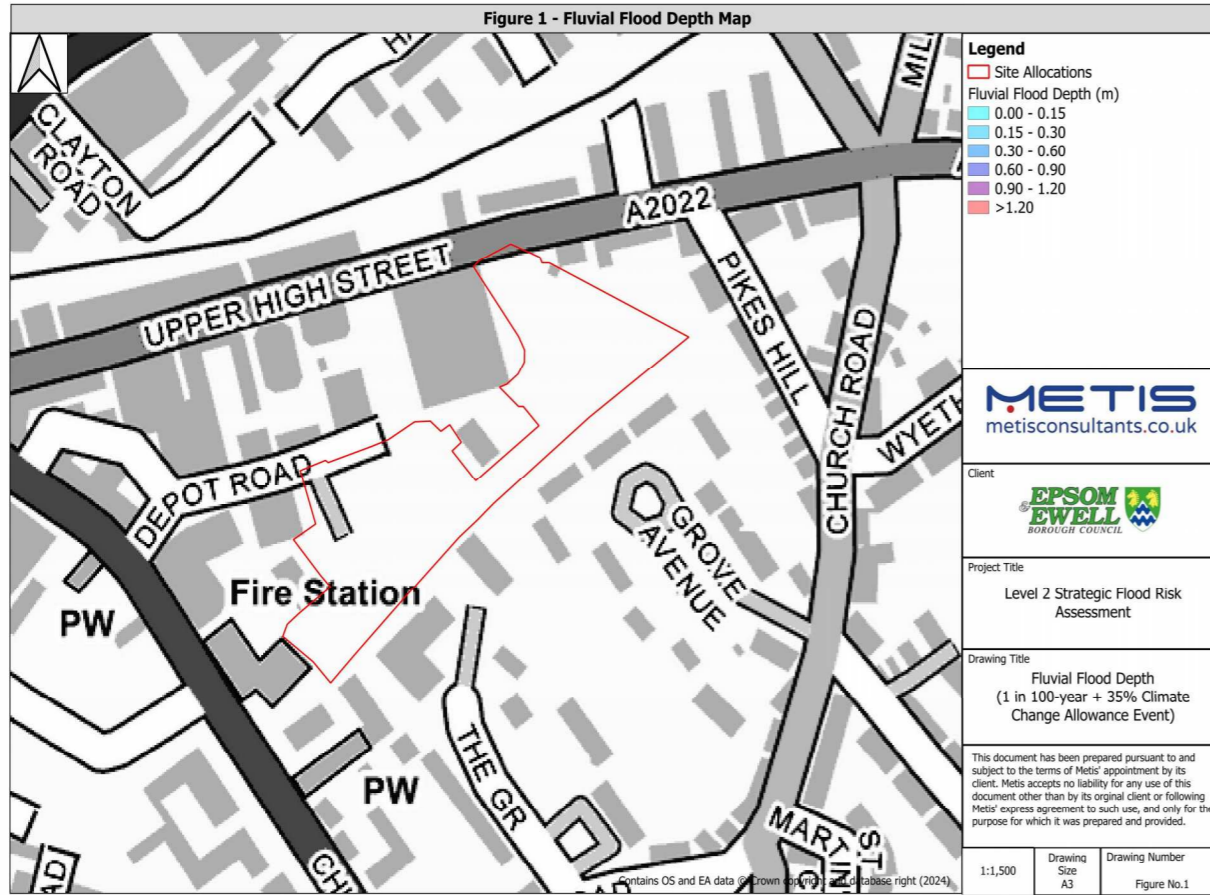 Figure 1 - Fluvial Flood Depth Map
CLAYTON
ROAD
HA
MIL
A2022
UPPER HIGH STREET
PIKES HILL
CHURCH ROAD
WYETH
DEPOT ROAD
GROVE
AVENUE
Fire Station
PW
THE GR
PW
MARTIN
ST
CH
Contains OS and EA data © Crown copyright and database right (2024)
Legend
Site Allocations
Fluvial Flood Depth (m)
0.00 - 0.15
0.15 - 0.30
0.30 - 0.60
0.60 - 0.90
0.90 - 1.20
>1.20
METIS
metisconsultants.co.uk
Client
EPSOM
& EWELL
BOROUGH COUNCIL
Project Title
Level 2 Strategic Flood Risk
Assessment
Drawing Title
Fluvial Flood Depth
(1 in 100-year + 35% Climate
Change Allowance Event)
This document has been prepared pursuant to and
subject to the terms of Metis' appointment by its
client. Metis accepts no liability for any use of this
document other than by its orginal client or following
Metis' express agreement to such use, and only for the
purpose for which it was prepared and provided.
1:1,500
Drawing
Size
A3
Drawing Number
Figure No.1